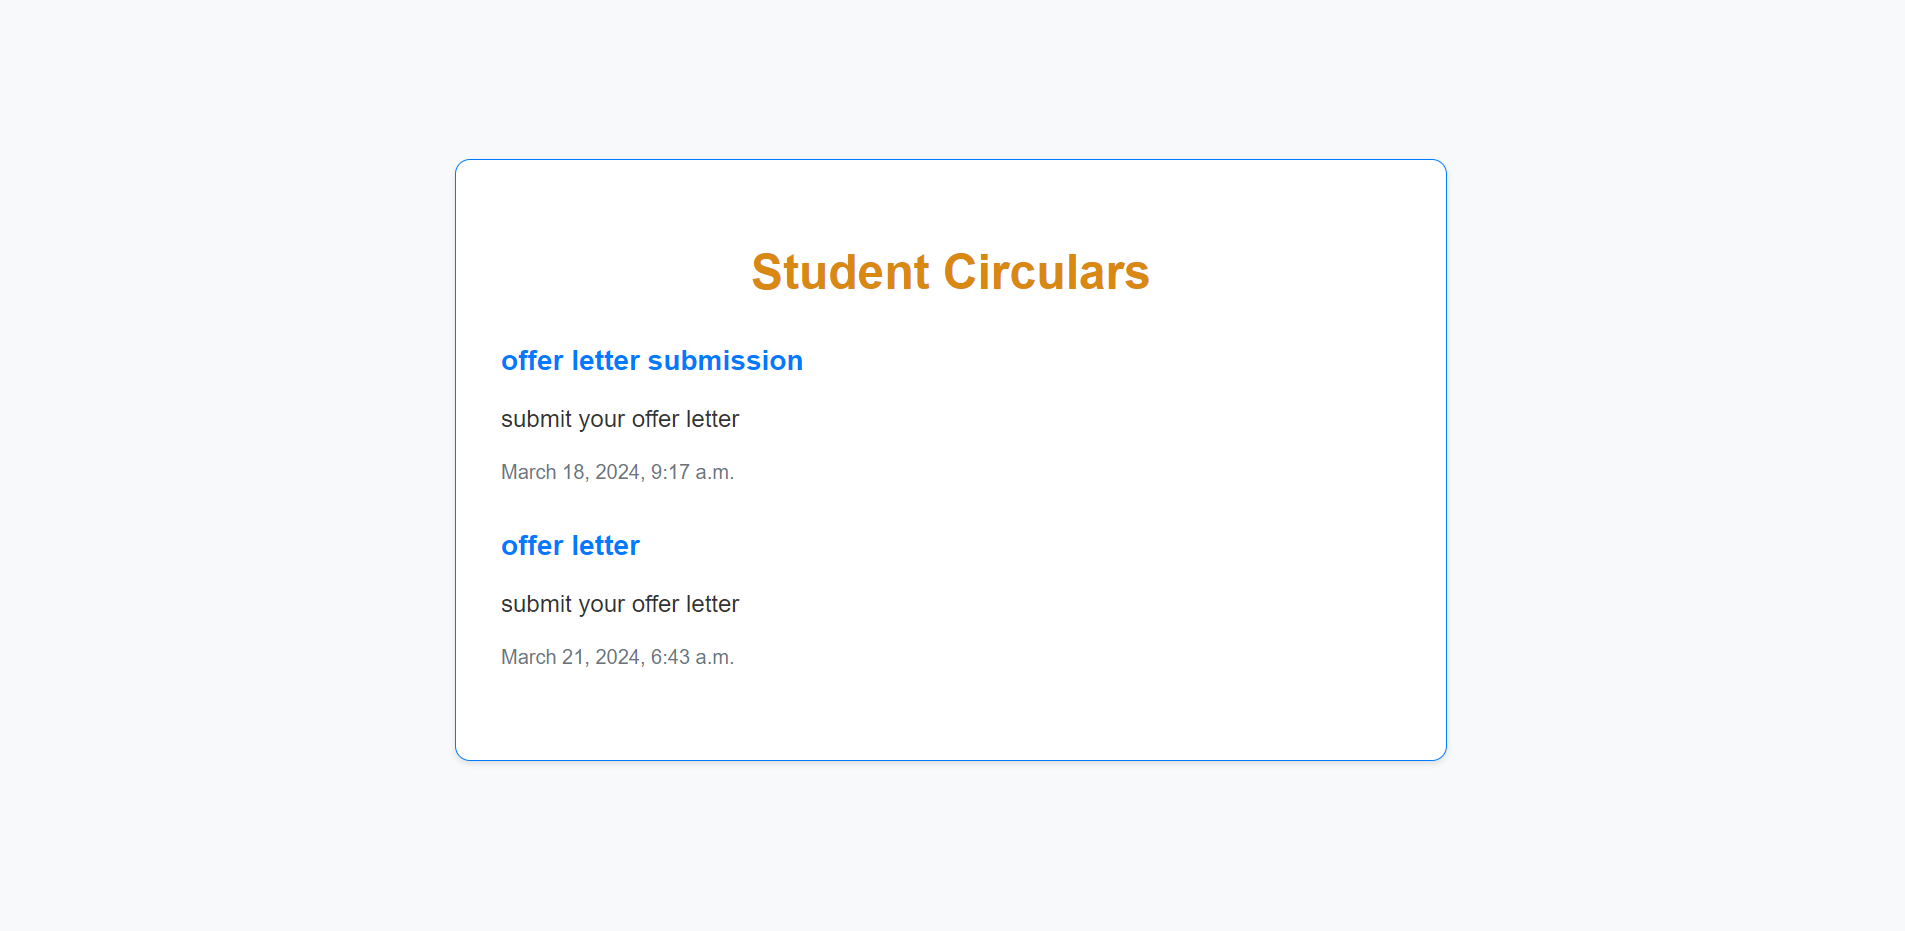 Student Circulars
offer letter submission
submit your offer letter
March 18, 2024, 9:17 a.m.
offer letter
submit your offer letter
March 21, 2024, 6:43 a.m.